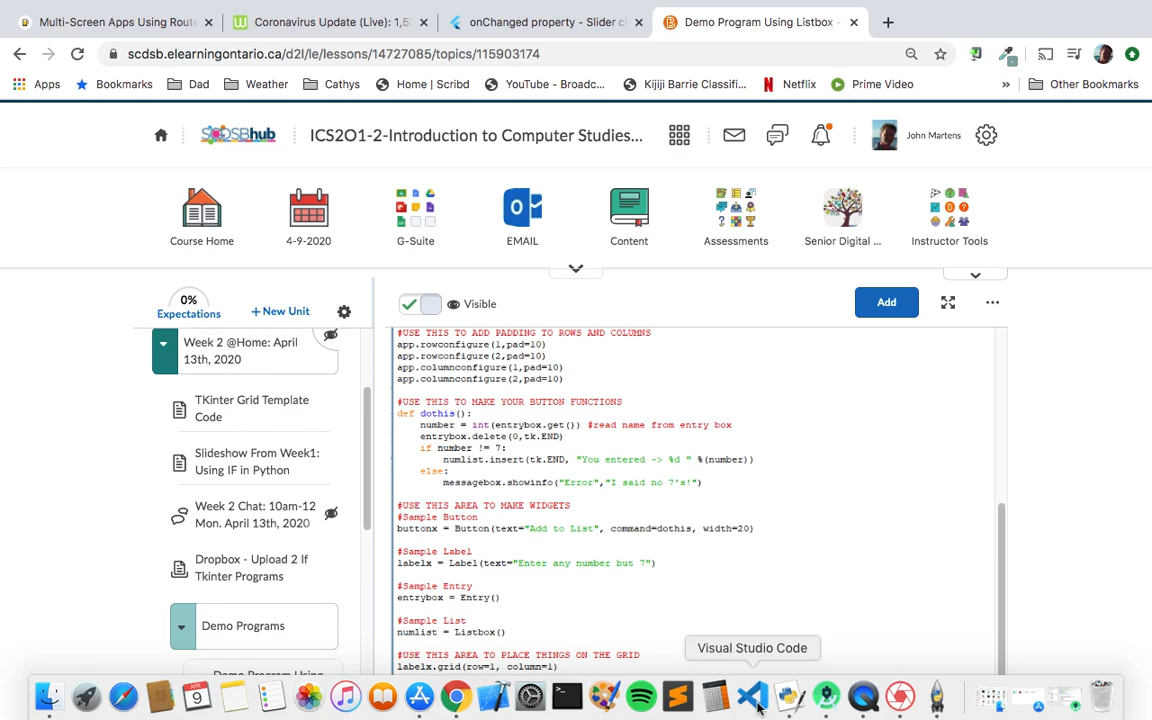 Multi-Screen Apps Using Rout
Coronavirus Update (Live): 1,5
onChanged property - Slider c
Demo Program Using Listbox -
scdsb.elearningontario.ca/d2l/le/lessons/14727085/topics/115903174
Apps
Bookmarks
Dad
Weather
Cathys
Home | Scribd
YouTube - Broadc...
Kijiji Barrie Classifi...
Netflix
Prime Video
»
Other Bookmarks
SCDSBhub
ICS2O1-2-Introduction to Computer Studies...
John Martens
Course Home
4-9-2020
G-Suite
EMAIL
Content
Assessments
Senior Digital ...
Instructor Tools
0%
Expectations
+ New Unit
Visible
Add
Week 2 @Home: April
13th, 2020
TKinter Grid Template
Code
Slideshow From Week1:
Using IF in Python
Week 2 Chat: 10am-12
Mon. April 13th, 2020
Dropbox - Upload 2 If
Tkinter Programs
Demo Programs
Demo Program Using
#USE THIS TO ADD PADDING TO ROWS AND COLUMNS
app.rowconfigure(1,pad=10)
app.rowconfigure(2,pad=10)
app.columnconfigure(1,pad=10)
app.columnconfigure(2,pad=10)
#USE THIS TO MAKE YOUR BUTTON FUNCTIONS
def dothis():
number = int(entrybox.get()) #read name from entry box
entrybox.delete(0,tk.END)
if number != 7:
numlist.insert(tk.END, "You entered -> %d " %(number))
else:
messagebox.showinfo("Error","I said no 7's!")
#USE THIS AREA TO MAKE WIDGETS
#Sample Button
buttonx = Button(text="Add to List", command=dothis, width=20)
#Sample Label
labelx = Label(text="Enter any number but 7")
#Sample Entry
entrybox = Entry()
#Sample List
numlist = Listbox()
#USE THIS AREA TO PLACE THINGS ON THE GRID
labelx.grid(row=1, column=1)
Visual Studio Code
APR
9